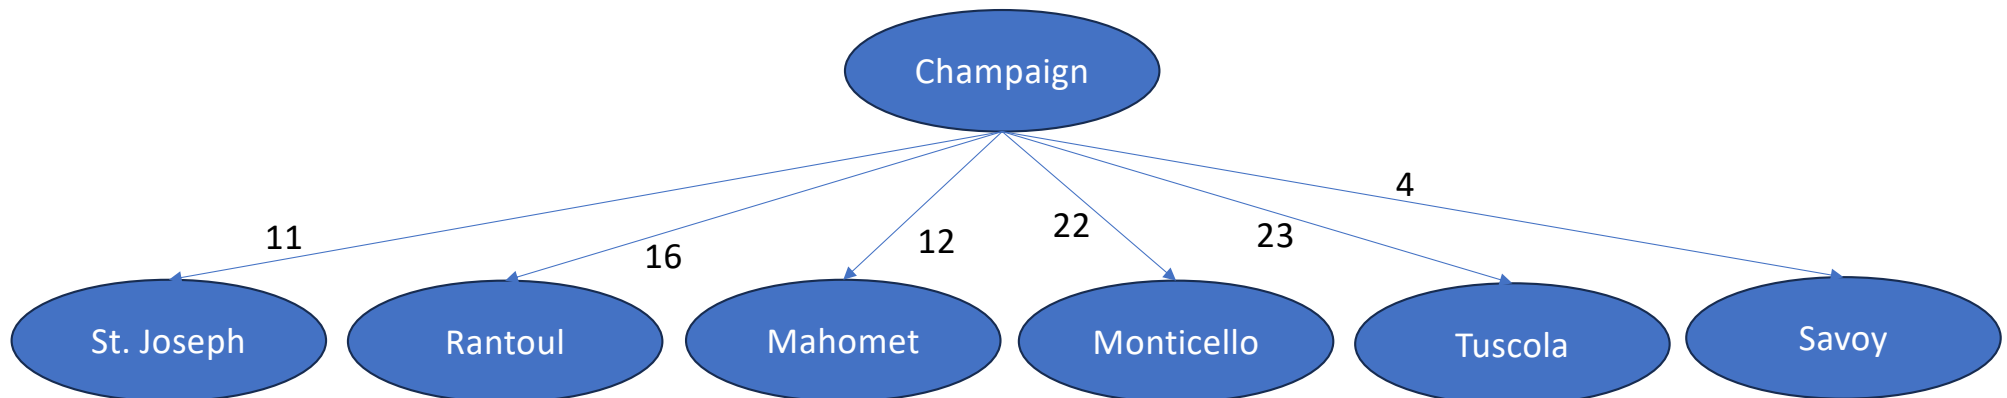 Champaign
11
16
12
22
23
4
St. Joseph
Rantoul
Mahomet
Monticello
Tuscola
Savoy